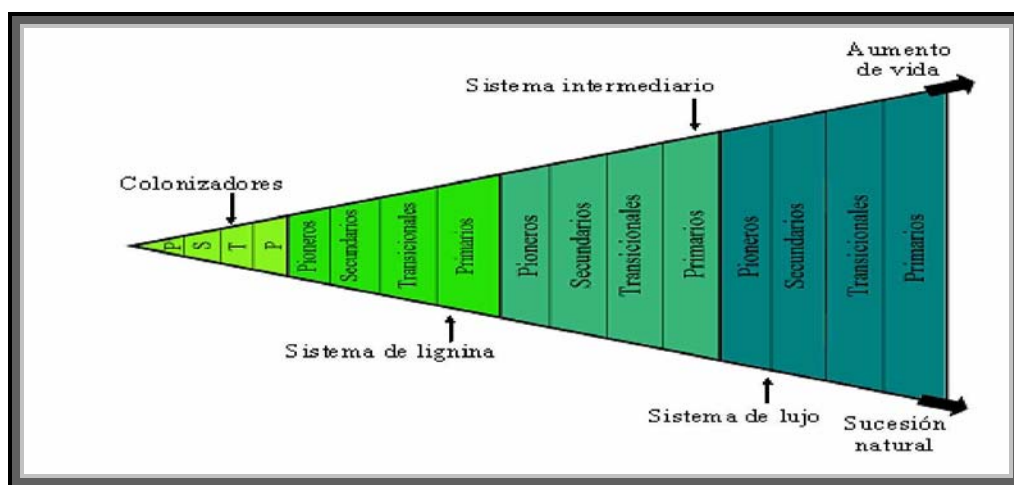 Aumento
de vida
Sistema intermediario
Colonizadores
P
S
T
P
Pioneros
Secundarios
Transicionales
Primarios
Pioneros
Secundarios
Transicionales
Primarios
Pioneros
Secundarios
Transicionales
Primarios
Sistema de lignina
Sistema de lujo
Sucesión
natural